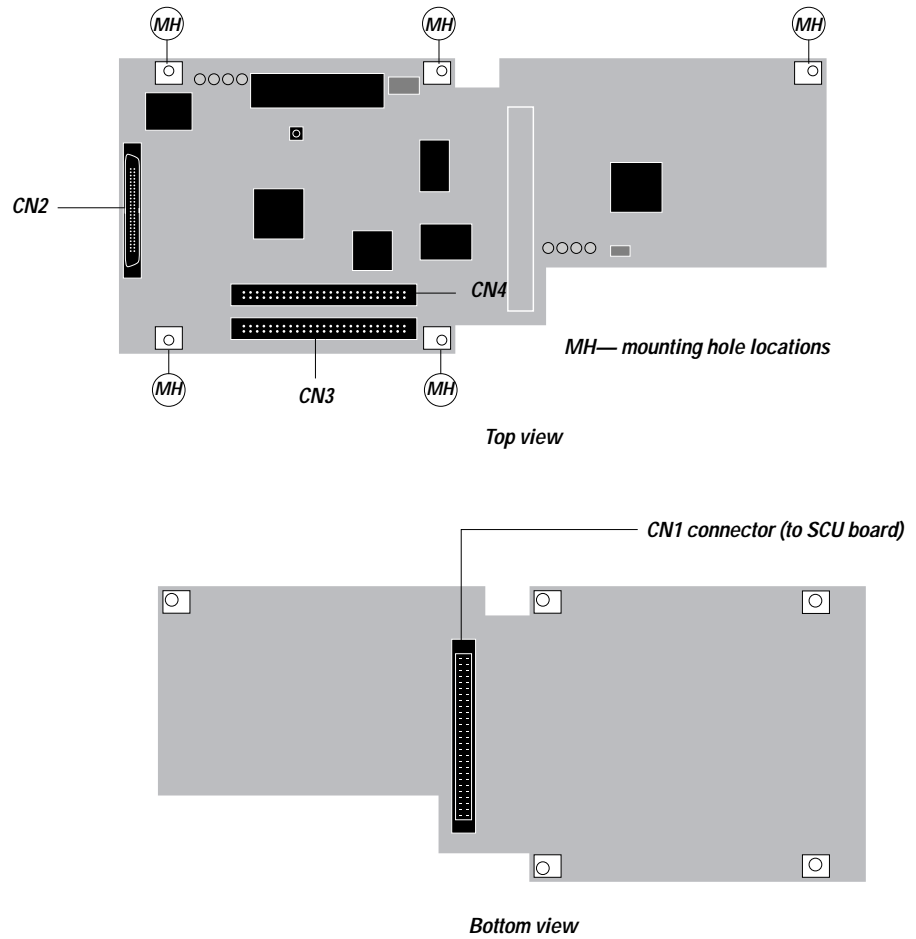 MH
MH
MH
CN2
CN4
MH— mounting hole locations
MH
CN3
MH
Top view
CN1 connector (to SCU board)
Bottom view